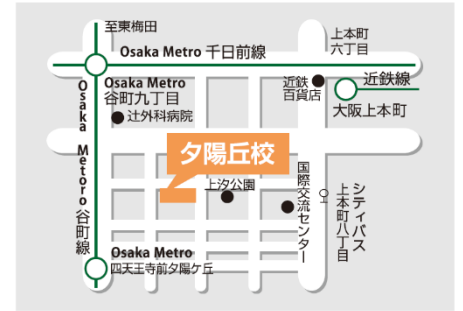 至東梅田
Osaka Metro 千日前線
上本町
六丁目
Osaka Metro
谷町九丁目
辻外科病院
近鉄
百貨店
近鉄線
大阪上本町
Osaka Metoro 谷町線
夕陽丘校
上汐公園
国際交流センター
シティバス
上本町八丁目
Osaka Metro
四天王寺前夕陽ケ丘